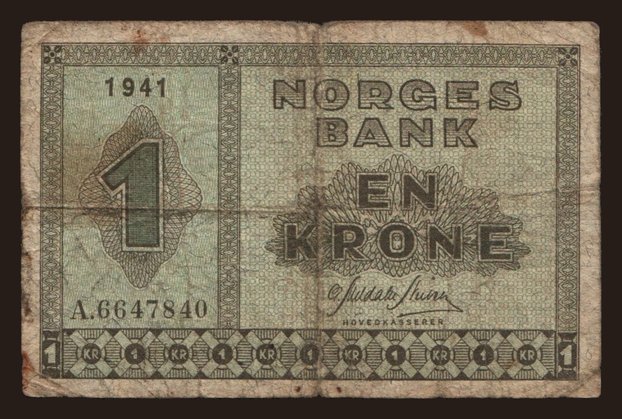 1941
NORGES
BANK
1
EN
KRONE
A.6647840
HOVEDKASSERER
1 KR 1 KR 1 KR 1 KR 1 KR 1 KR 1